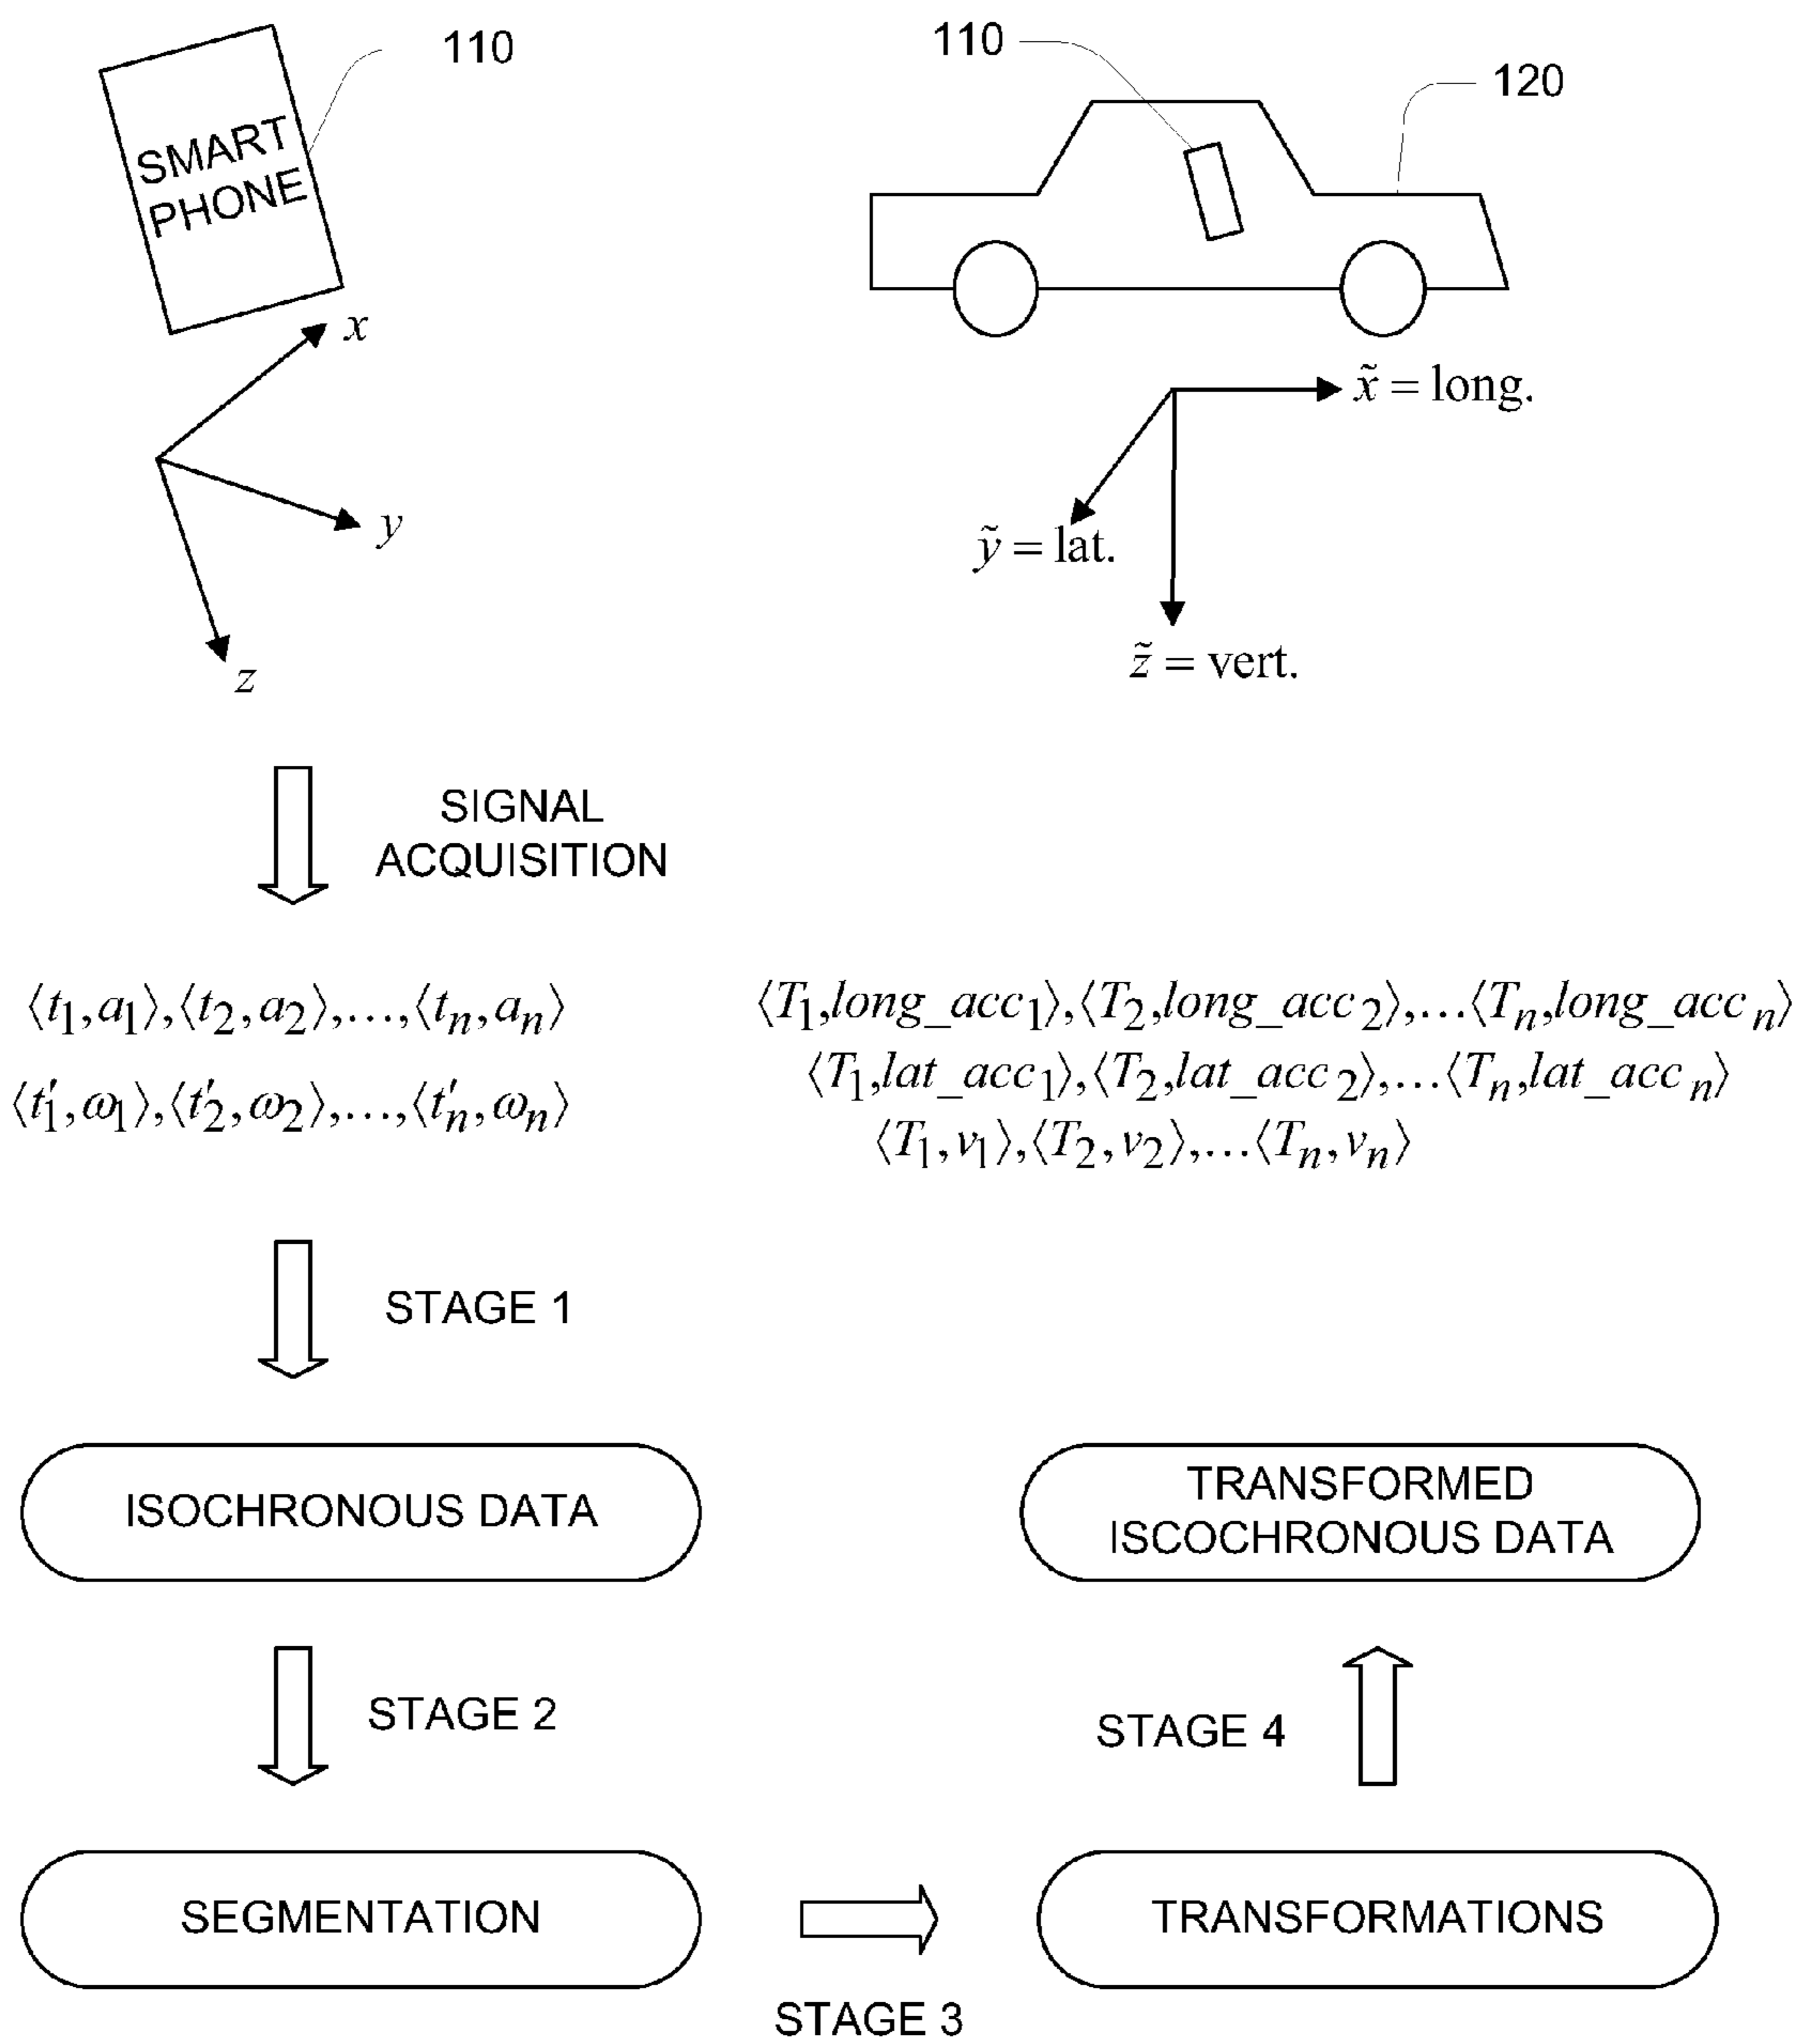 110
SMART
PHONE
x
y
z
110
120
x̃ = long.
ỹ = lat.
z̃ = vert.
SIGNAL
ACQUISITION
⟨t1,a1⟩,⟨t2,a2⟩,...,⟨tn,an⟩
⟨t′1,ω1⟩,⟨t′2,ω2⟩,...,⟨t′n,ωn⟩
⟨T1,long_acc1⟩,⟨T2,long_acc2⟩,...⟨Tn,long_accn⟩
⟨T1,lat_acc1⟩,⟨T2,lat_acc2⟩,...⟨Tn,lat_accn⟩
⟨T1,v1⟩,⟨T2,v2⟩,...⟨Tn,vn⟩
STAGE 1
ISOCHRONOUS DATA
STAGE 2
SEGMENTATION
STAGE 3
TRANSFORMATIONS
STAGE 4
TRANSFORMED
ISCOCHRONOUS DATA